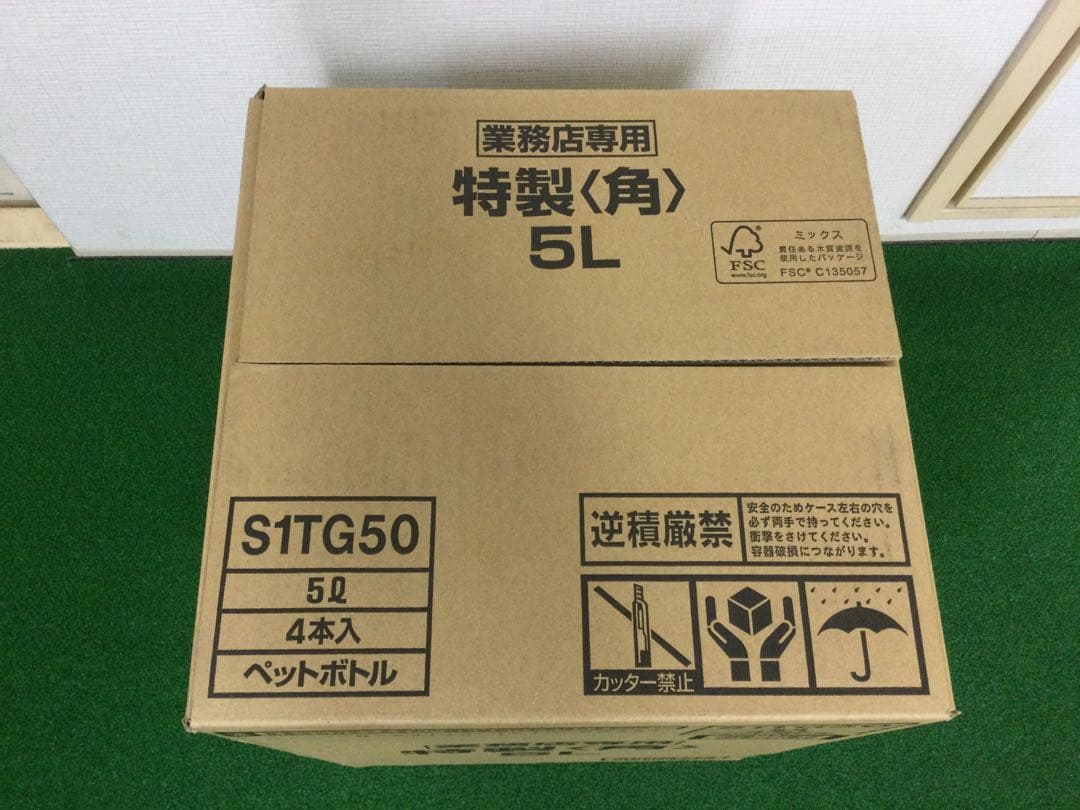 業務店専用
特製〈角〉
5L
FSC
www.fsc.org
ミックス
責任ある木質資源を
使用したパッケージ
FSC® C135057
S1TG50
5ℓ
4本入
ペットボトル
逆積厳禁
安全のためケース左右の穴を
必ず両手で持ってください。
衝撃をさけてください。
容器破損につながります。
カッター禁止
特製〈角〉
5L